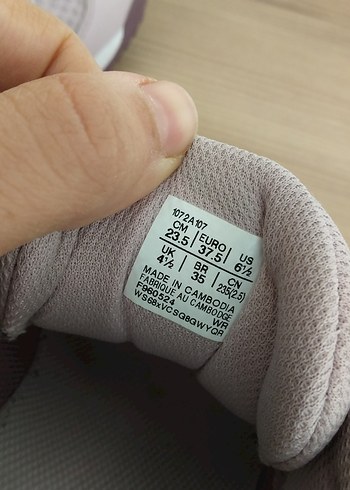 1072A107
CM | EURO | US
23.5 | 37.5 | 6½
UK | BR | CN
4½ | 35 | 235(2.5)
MADE IN CAMBODIA
FABRIQUE AU CAMBODGE
F960524 WR
WS68xVCSG8GWYQR